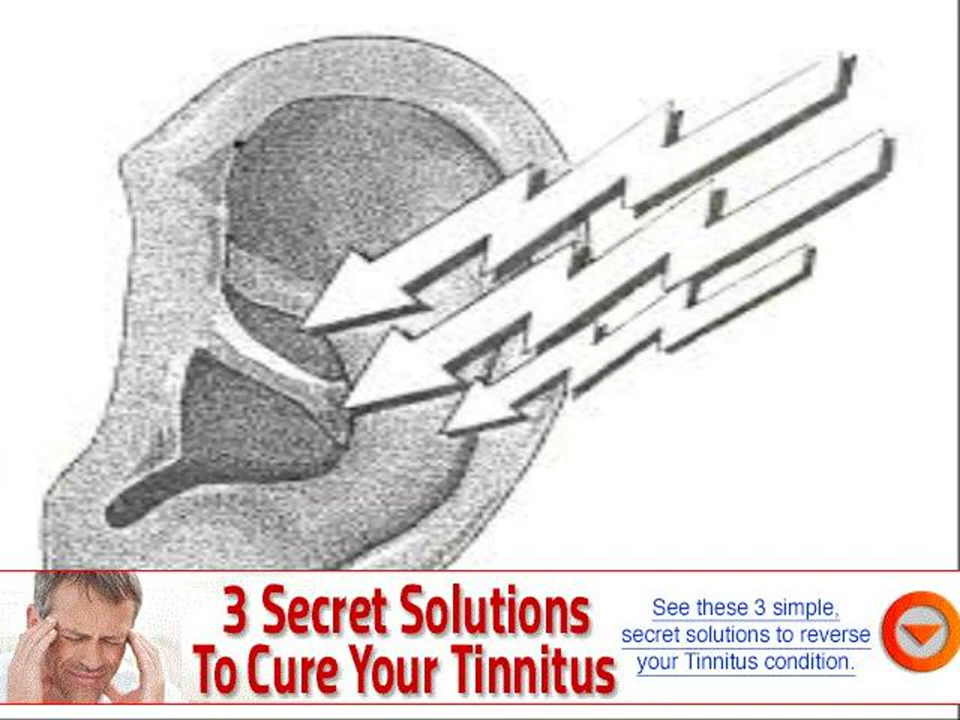 3 Secret Solutions
To Cure Your Tinnitus
See these 3 simple,
secret solutions to reverse
your Tinnitus condition.